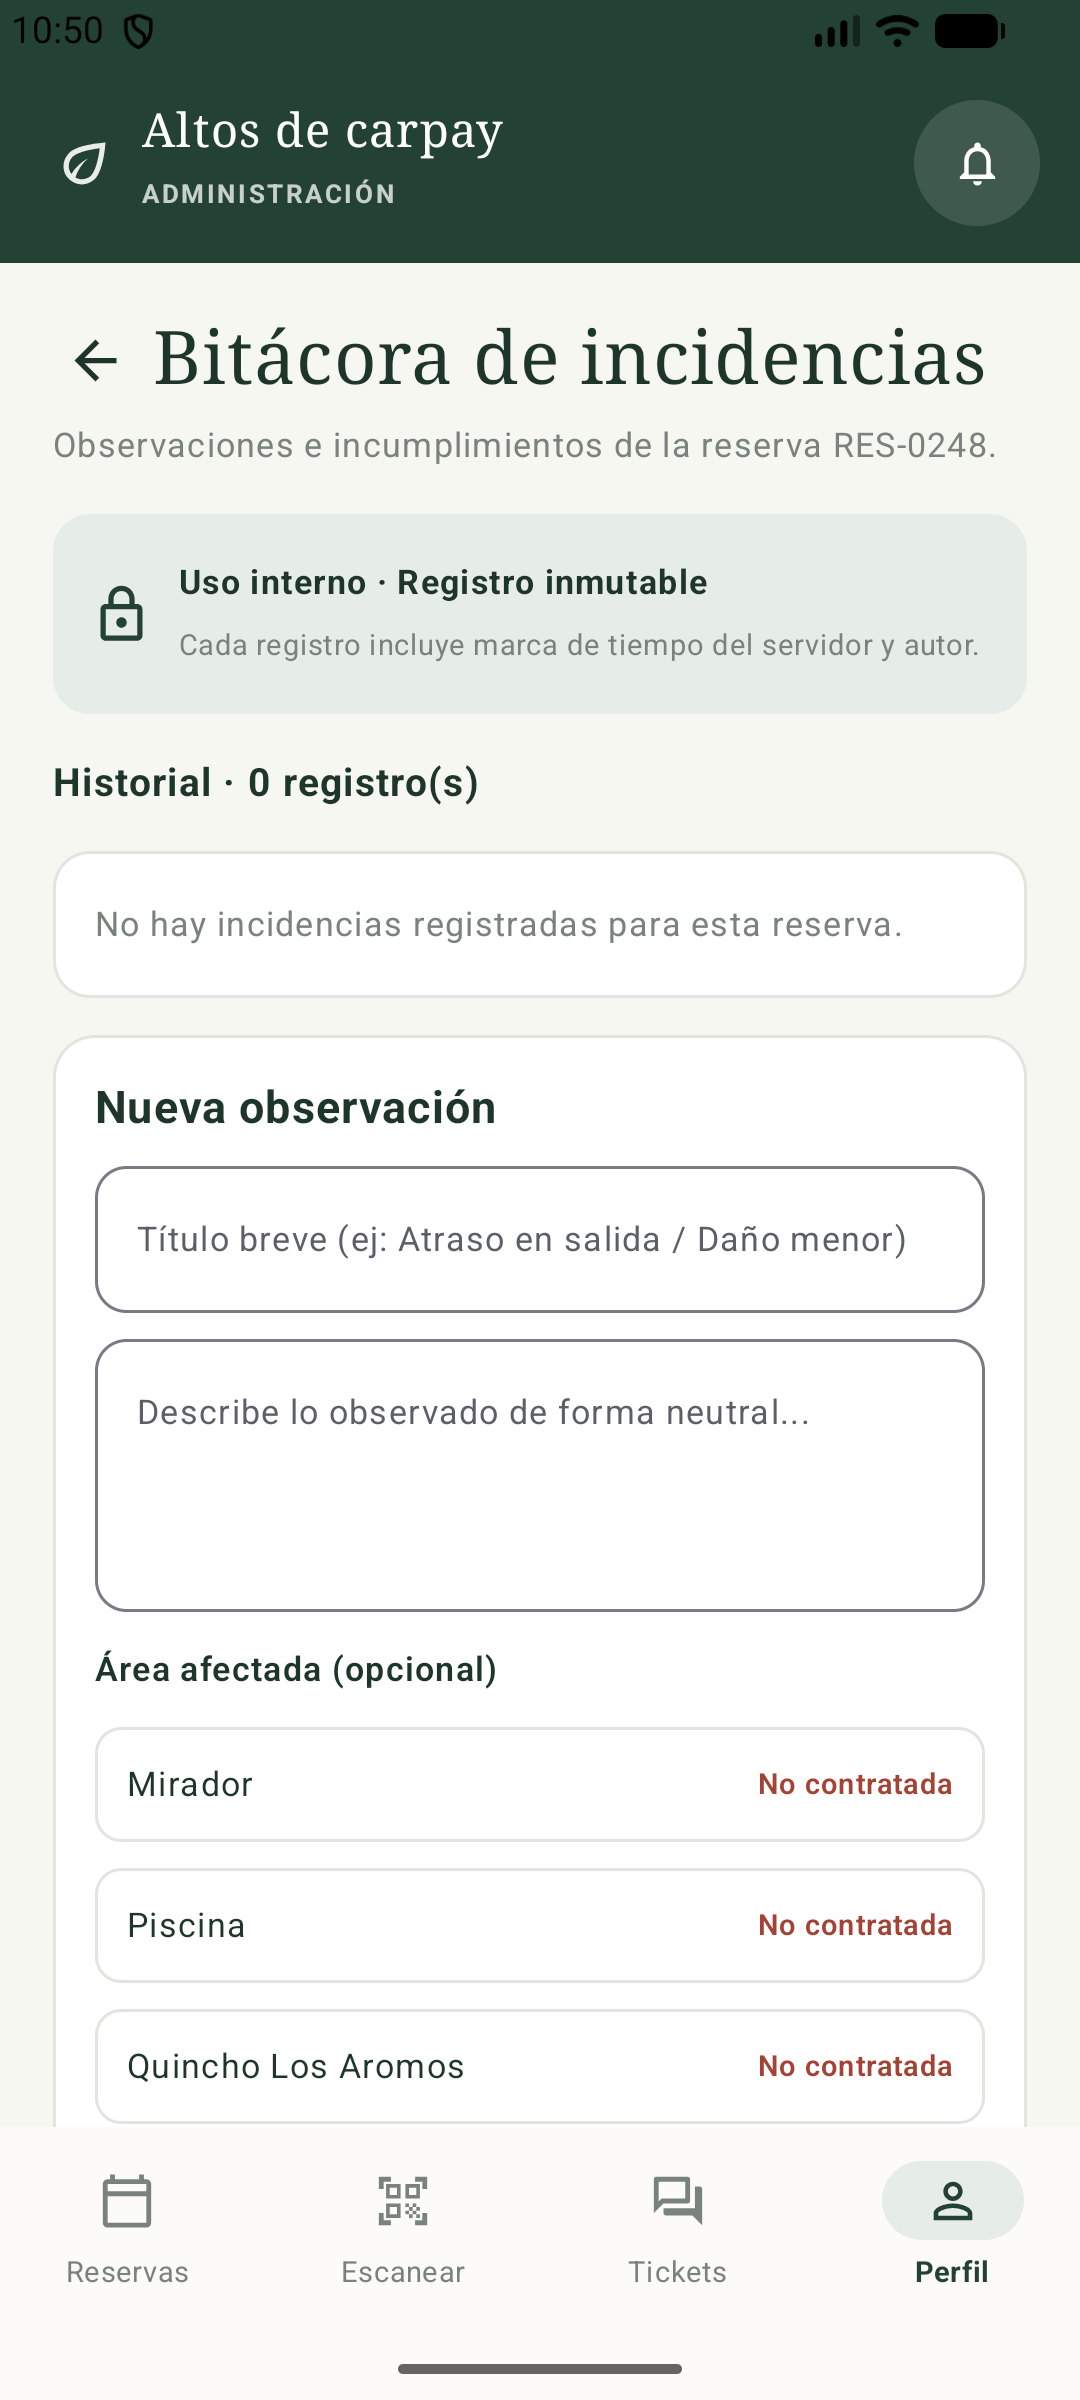 10:50
Altos de carpay
ADMINISTRACIÓN
Bitácora de incidencias
Observaciones e incumplimientos de la reserva RES-0248.
Uso interno · Registro inmutable
Cada registro incluye marca de tiempo del servidor y autor.
Historial · 0 registro(s)
No hay incidencias registradas para esta reserva.
Nueva observación
Título breve (ej: Atraso en salida / Daño menor)
Describe lo observado de forma neutral...
Área afectada (opcional)
Mirador No contratada
Piscina No contratada
Quincho Los Aromos No contratada
Reservas Escanear Tickets Perfil